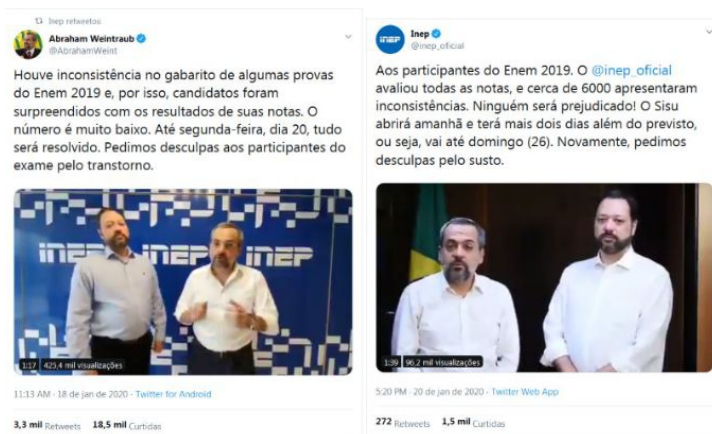 Inep retweetou
Abraham Weintraub
@AbrahamWeint
Houve inconsistência no gabarito de algumas provas
do Enem 2019 e, por isso, candidatos foram
surpreendidos com os resultados de suas notas. O
número é muito baixo. Até segunda-feira, dia 20, tudo
será resolvido. Pedimos desculpas aos participantes do
exame pelo transtorno.
inep inep inep
1:17 425,4 mil visualizações
11:13 AM · 18 de jan de 2020 · Twitter for Android
3,3 mil Retweets 18,5 mil Curtidas
inep
Inep
@inep_oficial
Aos participantes do Enem 2019. O @inep_oficial
avaliou todas as notas, e cerca de 6000 apresentaram
inconsistências. Ninguém será prejudicado! O Sisu
abrirá amanhã e terá mais dois dias além do previsto,
ou seja, vai até domingo (26). Novamente, pedimos
desculpas pelo susto.
1:39 96,2 mil visualizações
5:20 PM · 20 de jan de 2020 · Twitter Web App
272 Retweets 1,5 mil Curtidas